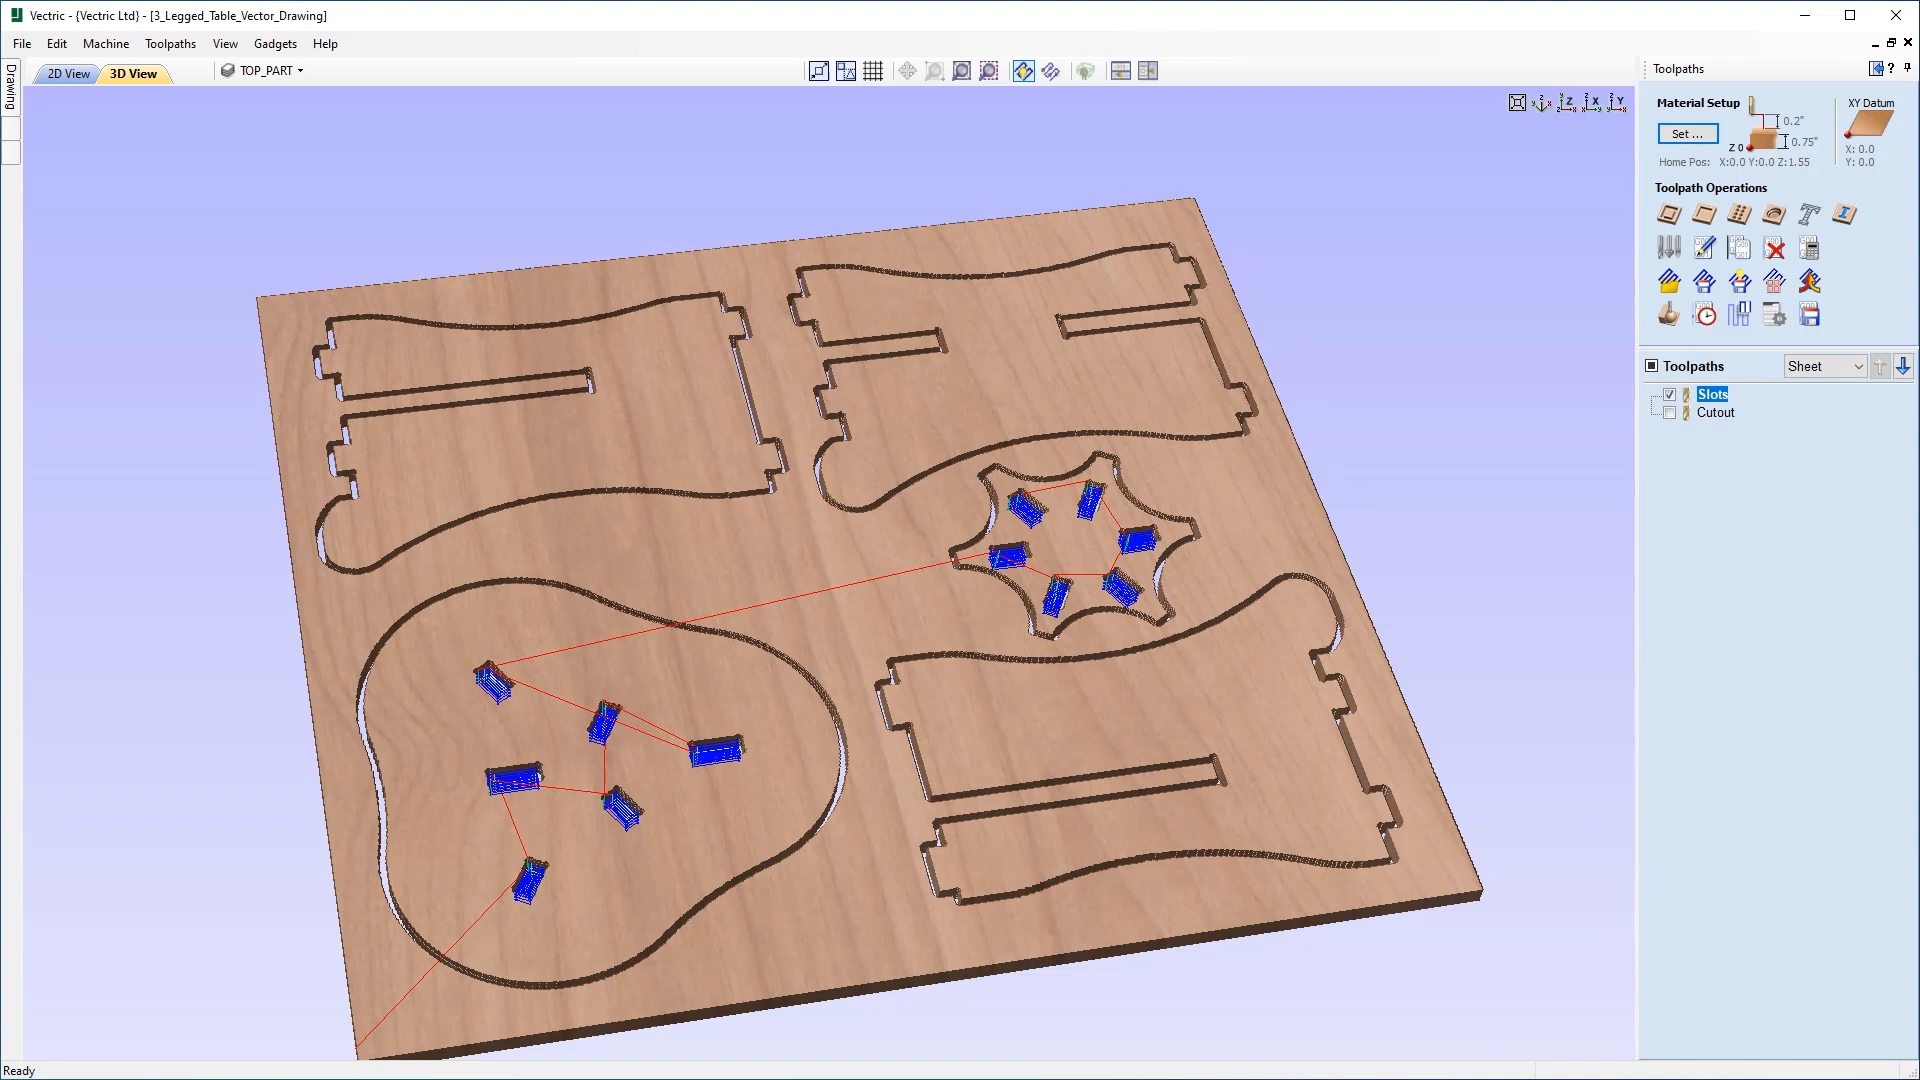 Vectric - {Vectric Ltd} - [3_Legged_Table_Vector_Drawing]
File Edit Machine Toolpaths View Gadgets Help
Drawing
2D View 3D View TOP_PART
Toolpaths ?
Z X Y
Material Setup
XY Datum
Set ...
0.2"
0.75"
Z 0
X: 0.0
Y: 0.0
Home Pos: X:0.0 Y:0.0 Z:1.55
Toolpath Operations
Toolpaths Sheet
Slots
Cutout
Ready